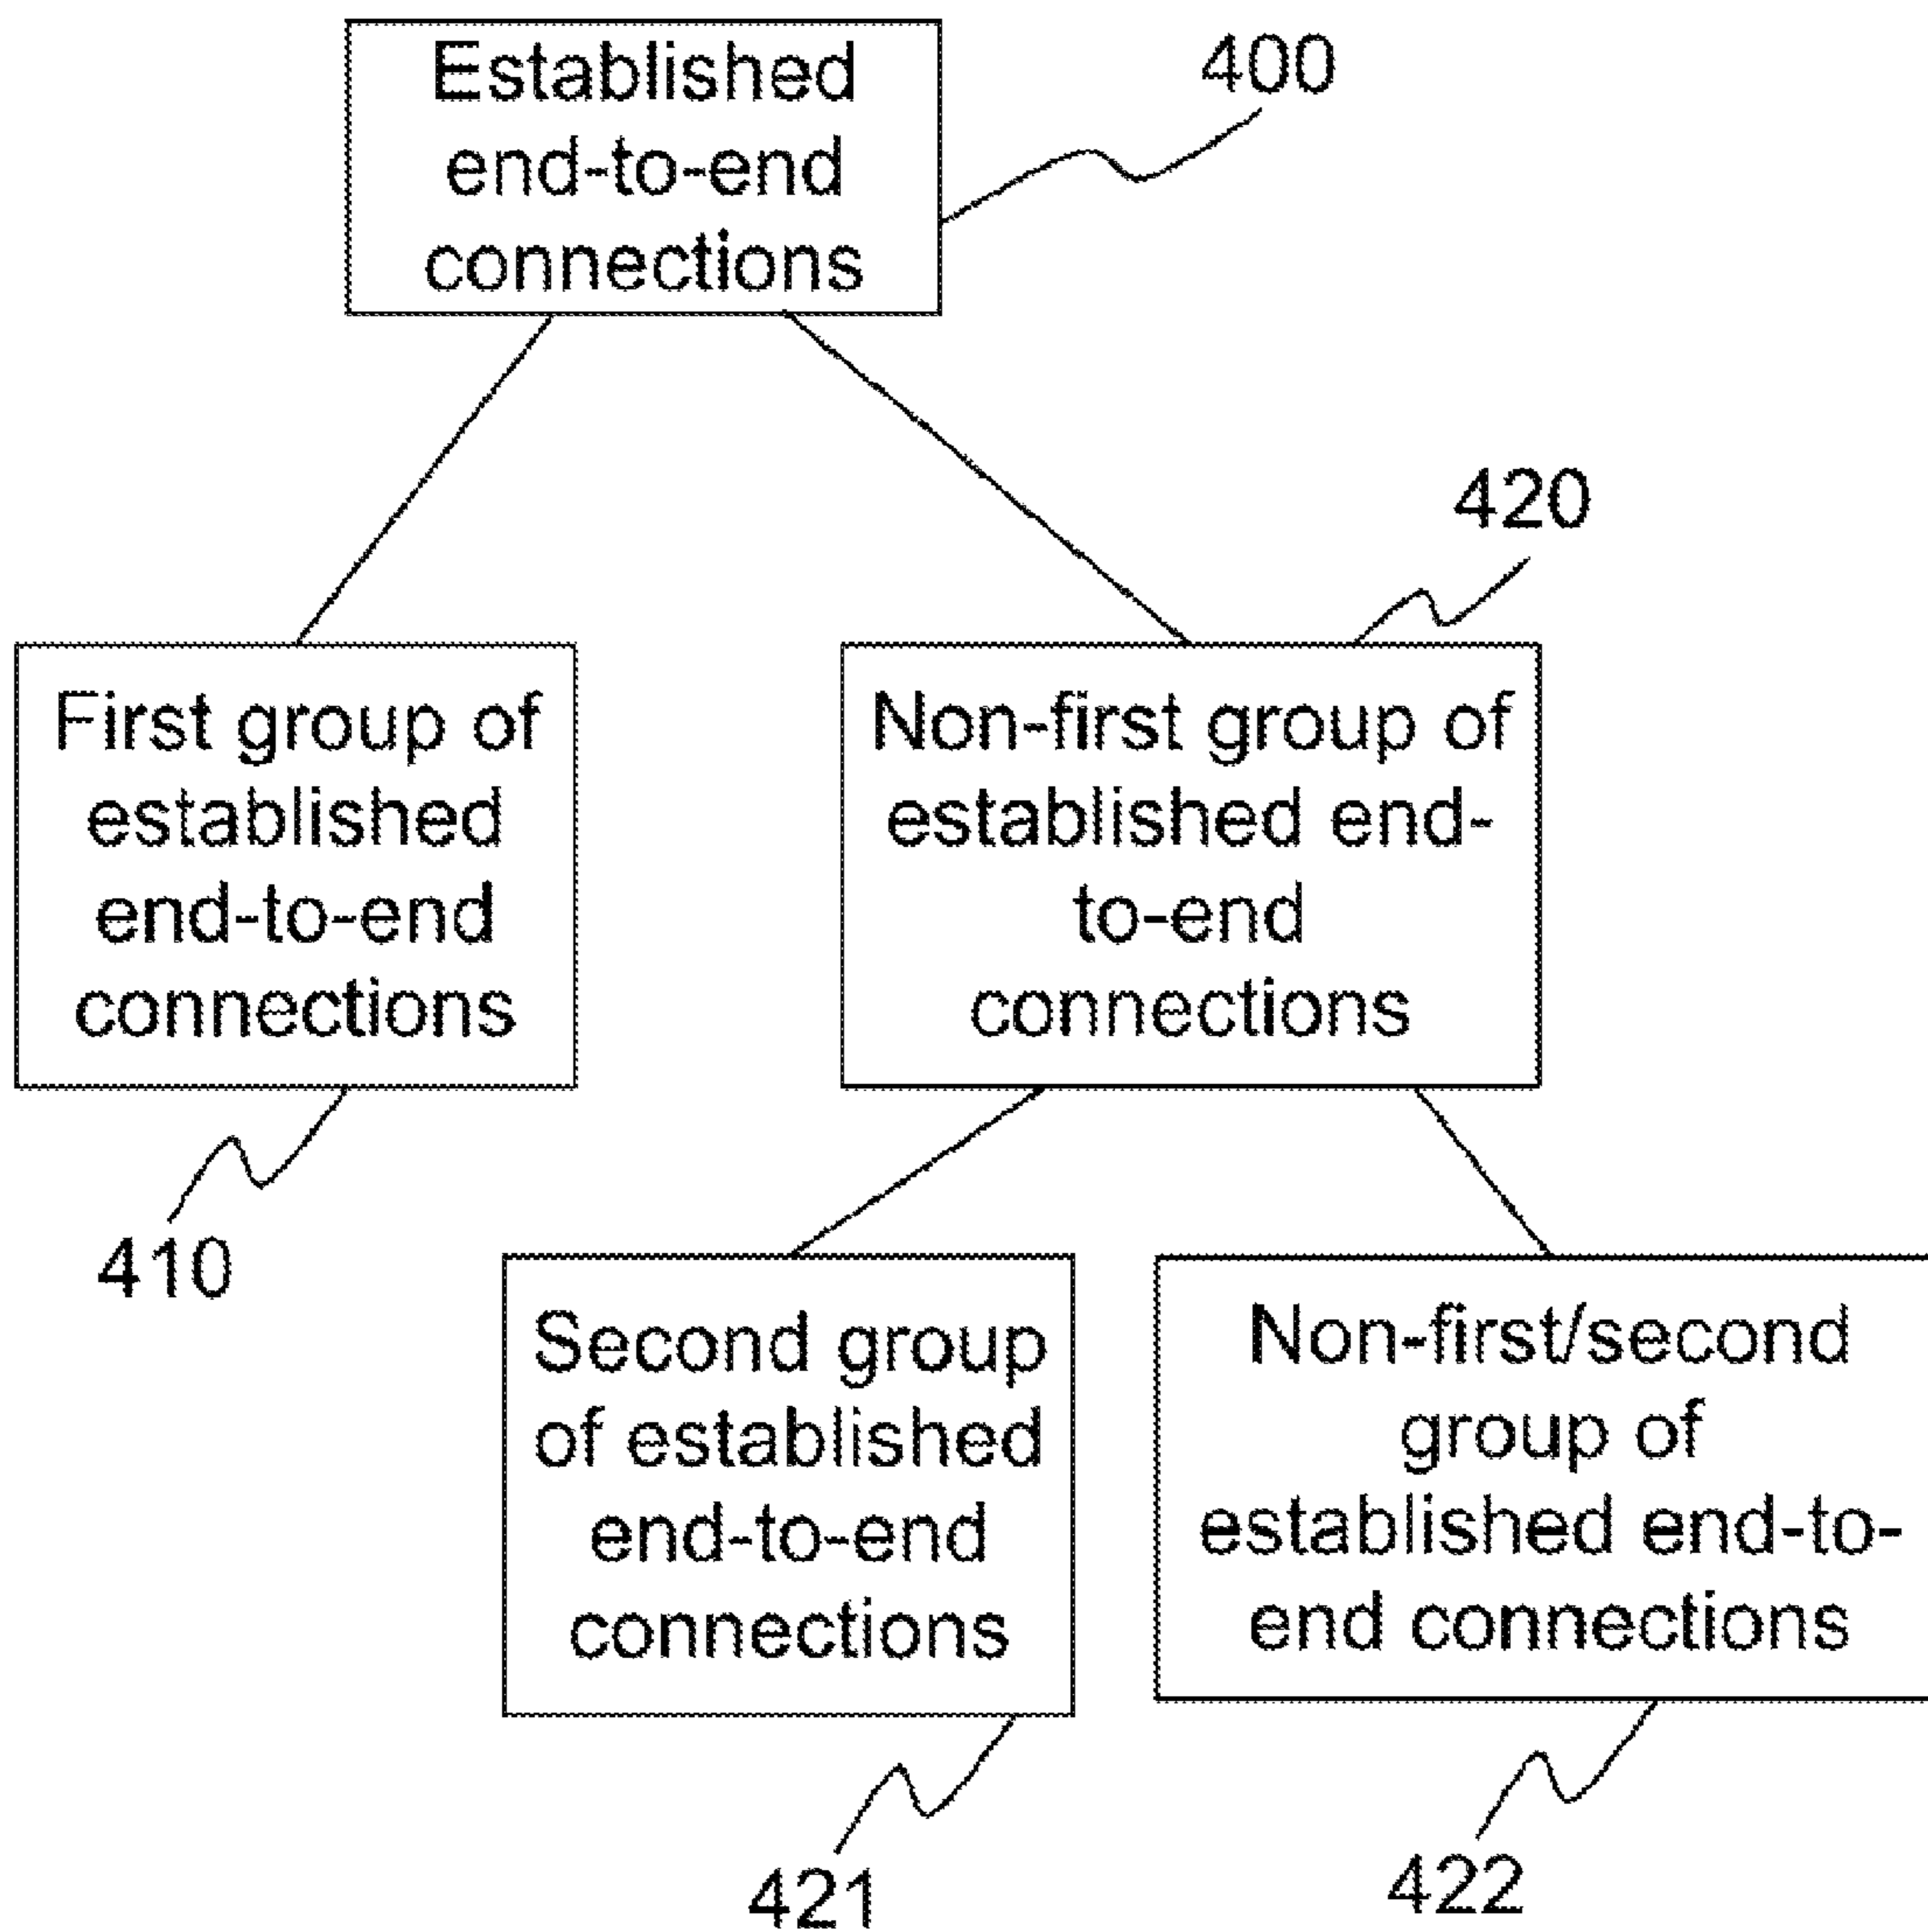 Established
end-to-end
connections
400
420
First group of
established
end-to-end
connections
Non-first group of
established end-
to-end
connections
410
Second group
of established
end-to-end
connections
Non-first/second
group of
established end-to-
end connections
421
422